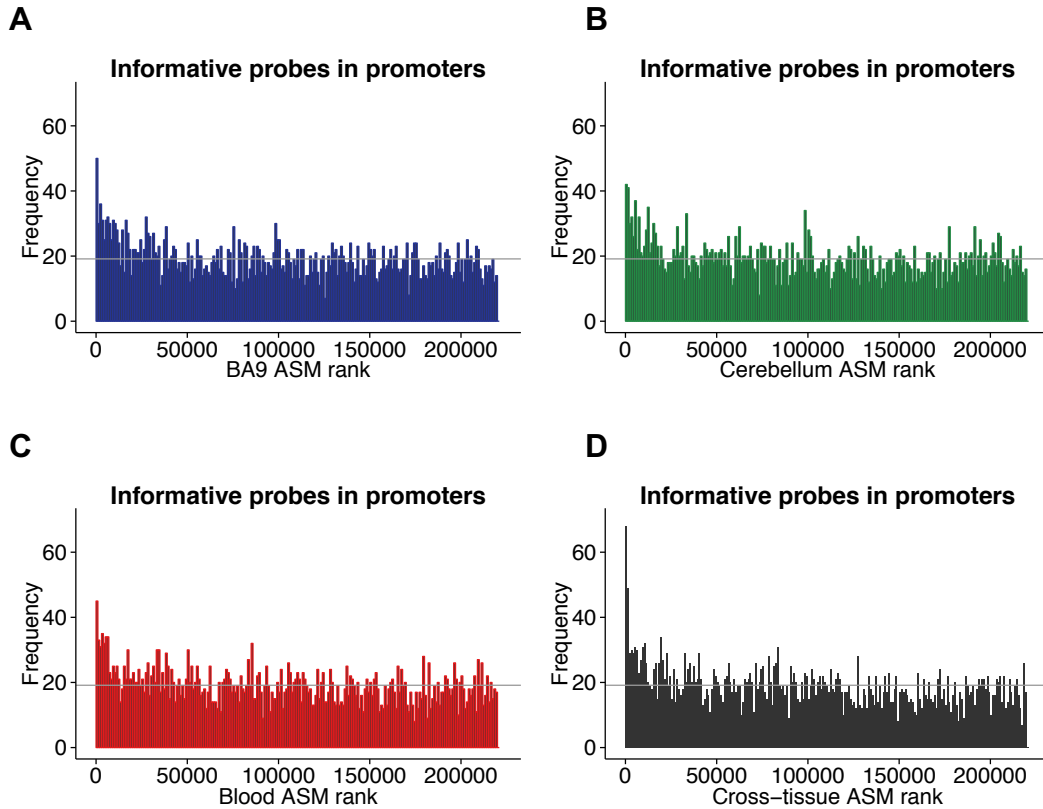 A
Informative probes in promoters
Frequency
60
40
20
0
0 50000 100000 150000 200000
BA9 ASM rank
B
Informative probes in promoters
Frequency
60
40
20
0
0 50000 100000 150000 200000
Cerebellum ASM rank
C
Informative probes in promoters
Frequency
60
40
20
0
0 50000 100000 150000 200000
Blood ASM rank
D
Informative probes in promoters
Frequency
60
40
20
0
0 50000 100000 150000 200000
Cross−tissue ASM rank